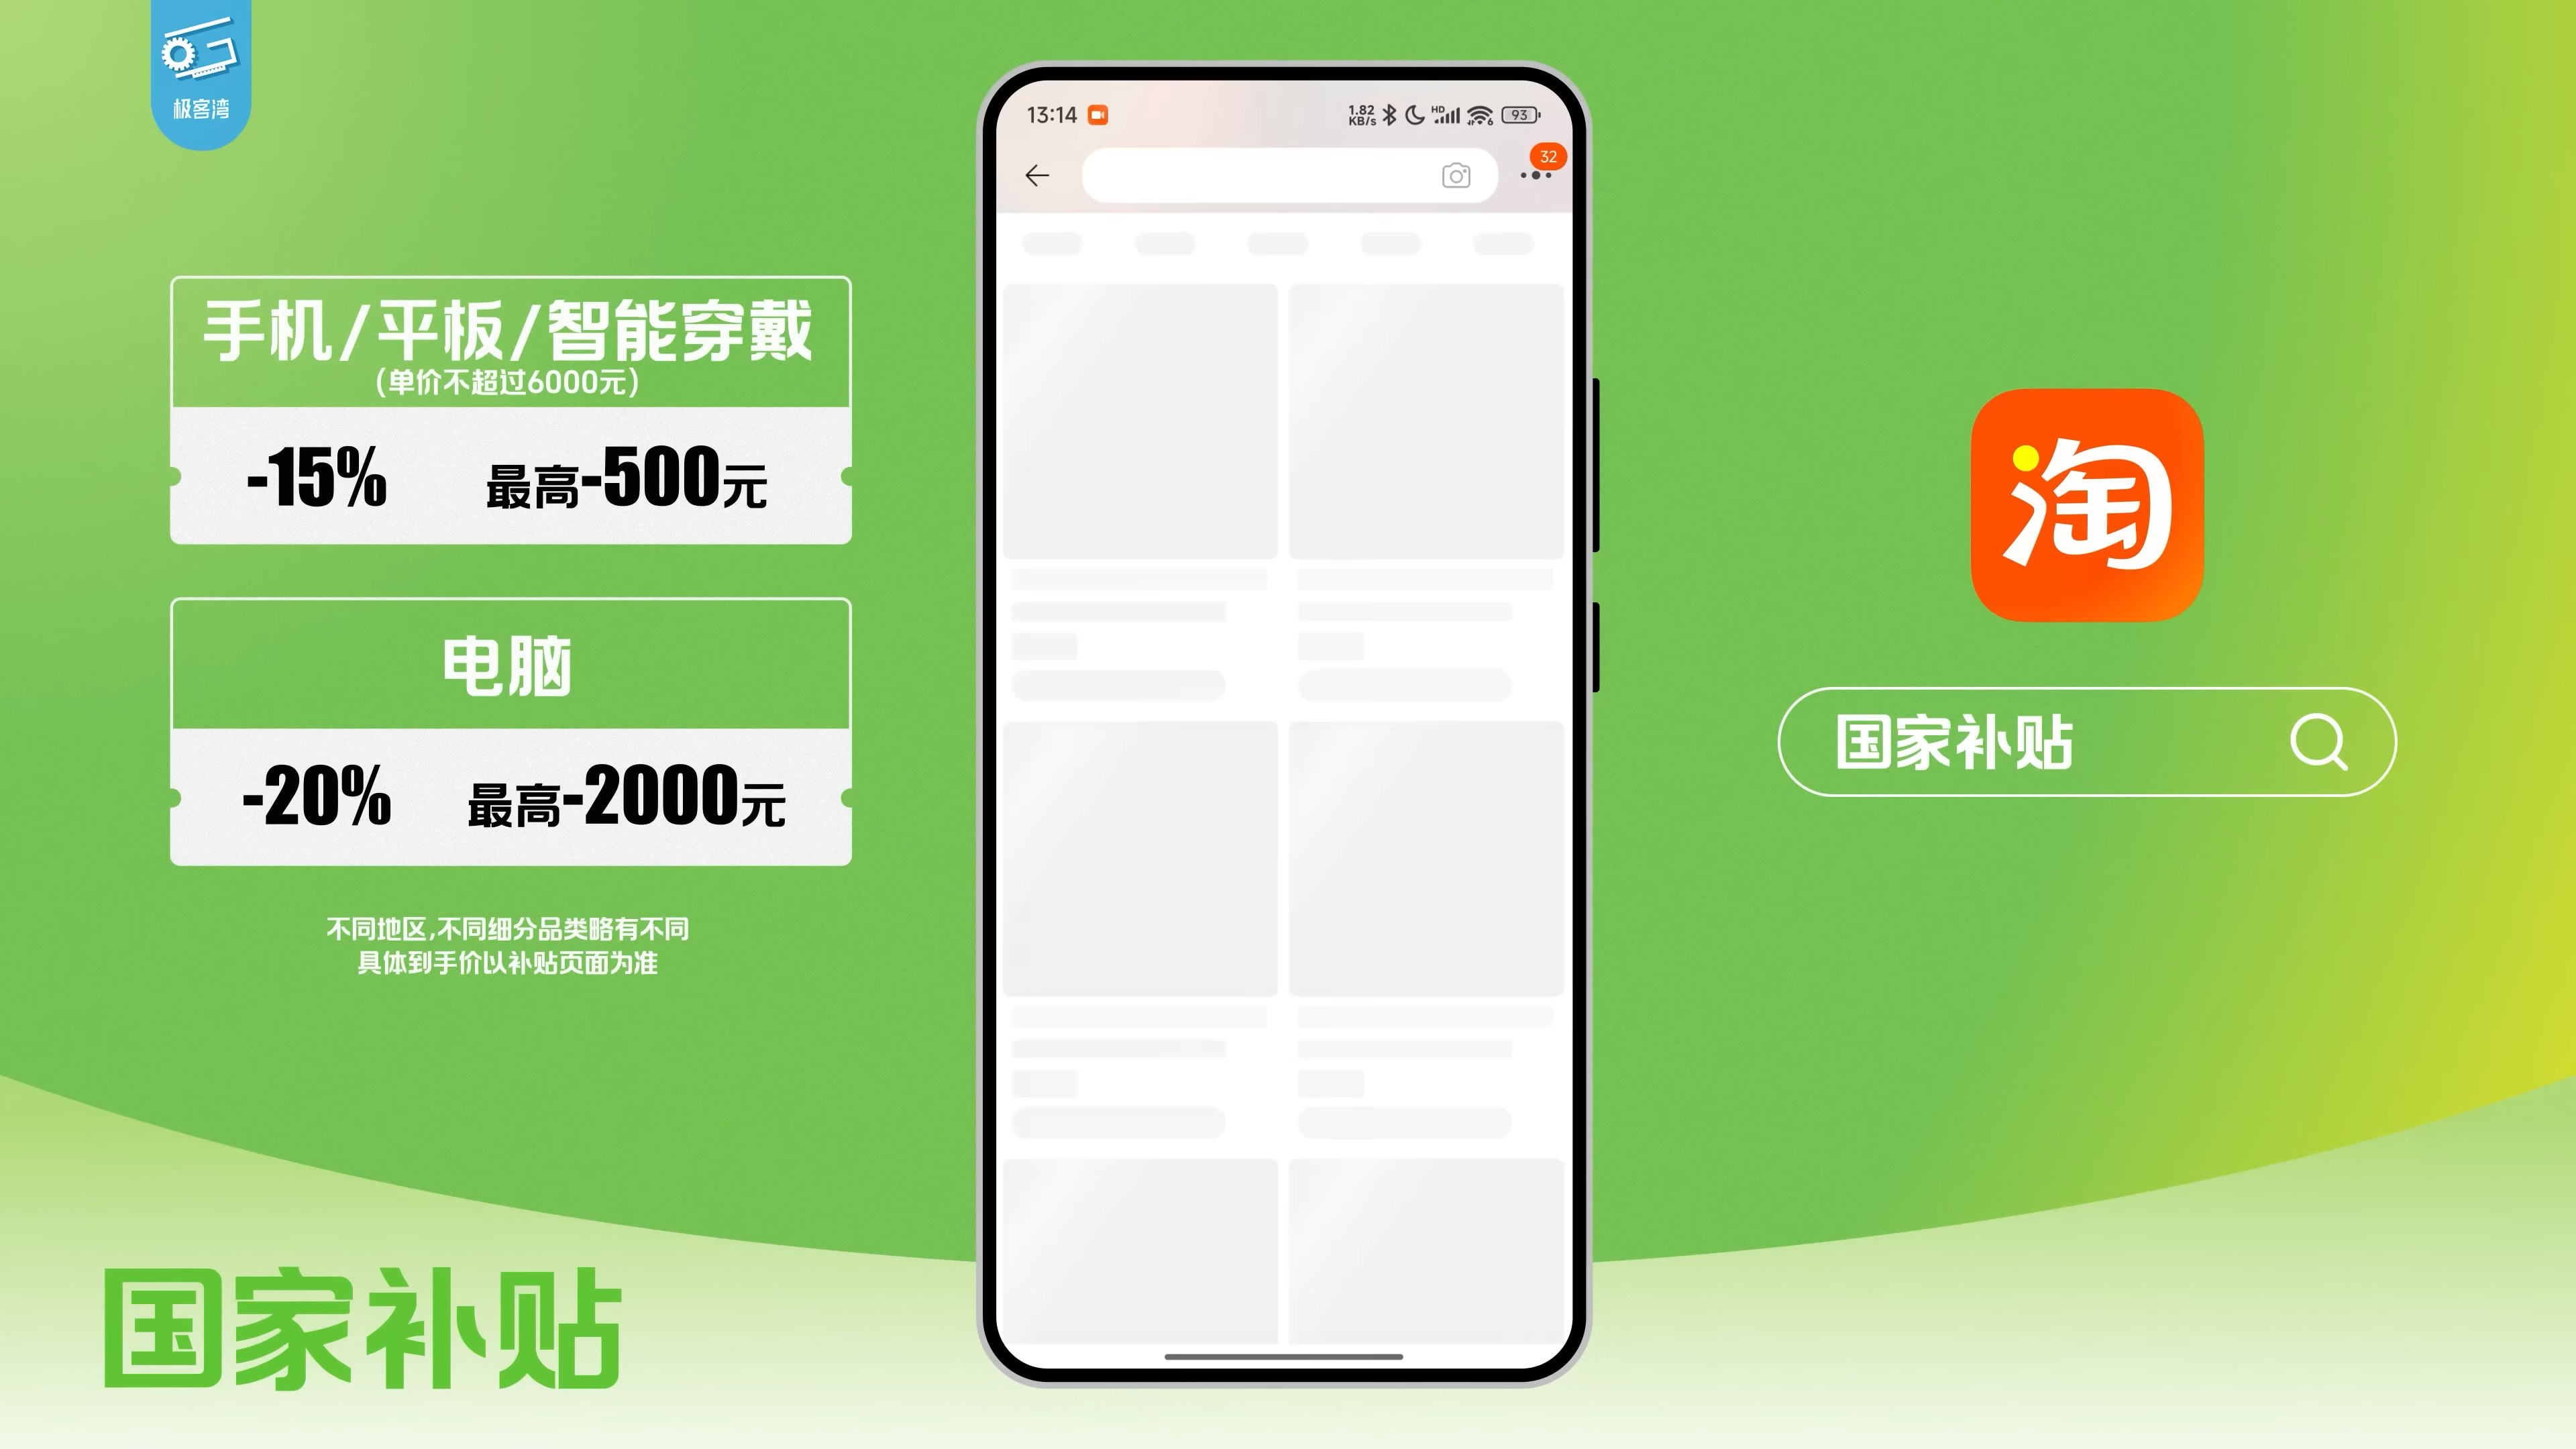 极客湾
手机/平板/智能穿戴
(单价不超过6000元)
-15% 最高-500元
电脑
-20% 最高-2000元
不同地区,不同细分品类略有不同
具体到手价以补贴页面为准
国家补贴
13:14
1.82 KB/s HD 6 93
32
淘
国家补贴